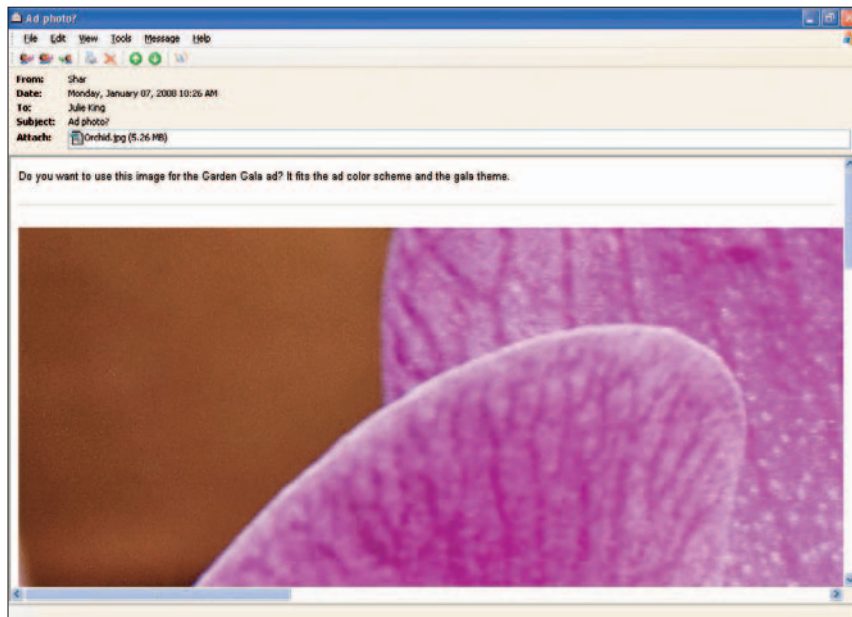 Ad photo?
File Edit View Tools Message Help
From: Shar
Date: Monday, January 07, 2008 10:26 AM
To: Julie King
Subject: Ad photo?
Attach: Orchid.jpg (5.26 MB)
Do you want to use this image for the Garden Gala ad? It fits the ad color scheme and the gala theme.